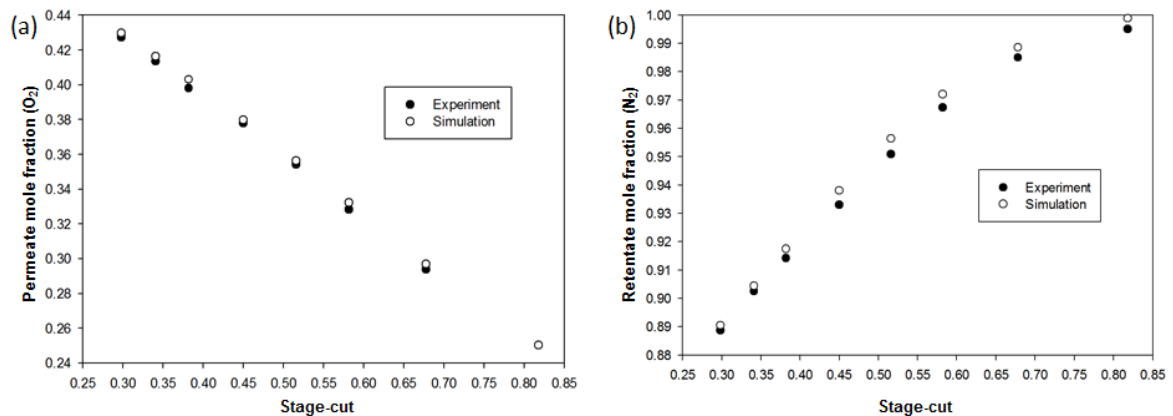 (a)
Permeate mole fraction (O₂)
0.44
0.42
0.40
0.38
0.36
0.34
0.32
0.30
0.28
0.26
0.24
Experiment
Simulation
0.25 0.30 0.35 0.40 0.45 0.50 0.55 0.60 0.65 0.70 0.75 0.80 0.85
Stage-cut
(b)
Retentate mole fraction (N₂)
1.00
0.99
0.98
0.97
0.96
0.95
0.94
0.93
0.92
0.91
0.90
0.89
0.88
Experiment
Simulation
0.25 0.30 0.35 0.40 0.45 0.50 0.55 0.60 0.65 0.70 0.75 0.80 0.85
Stage-cut